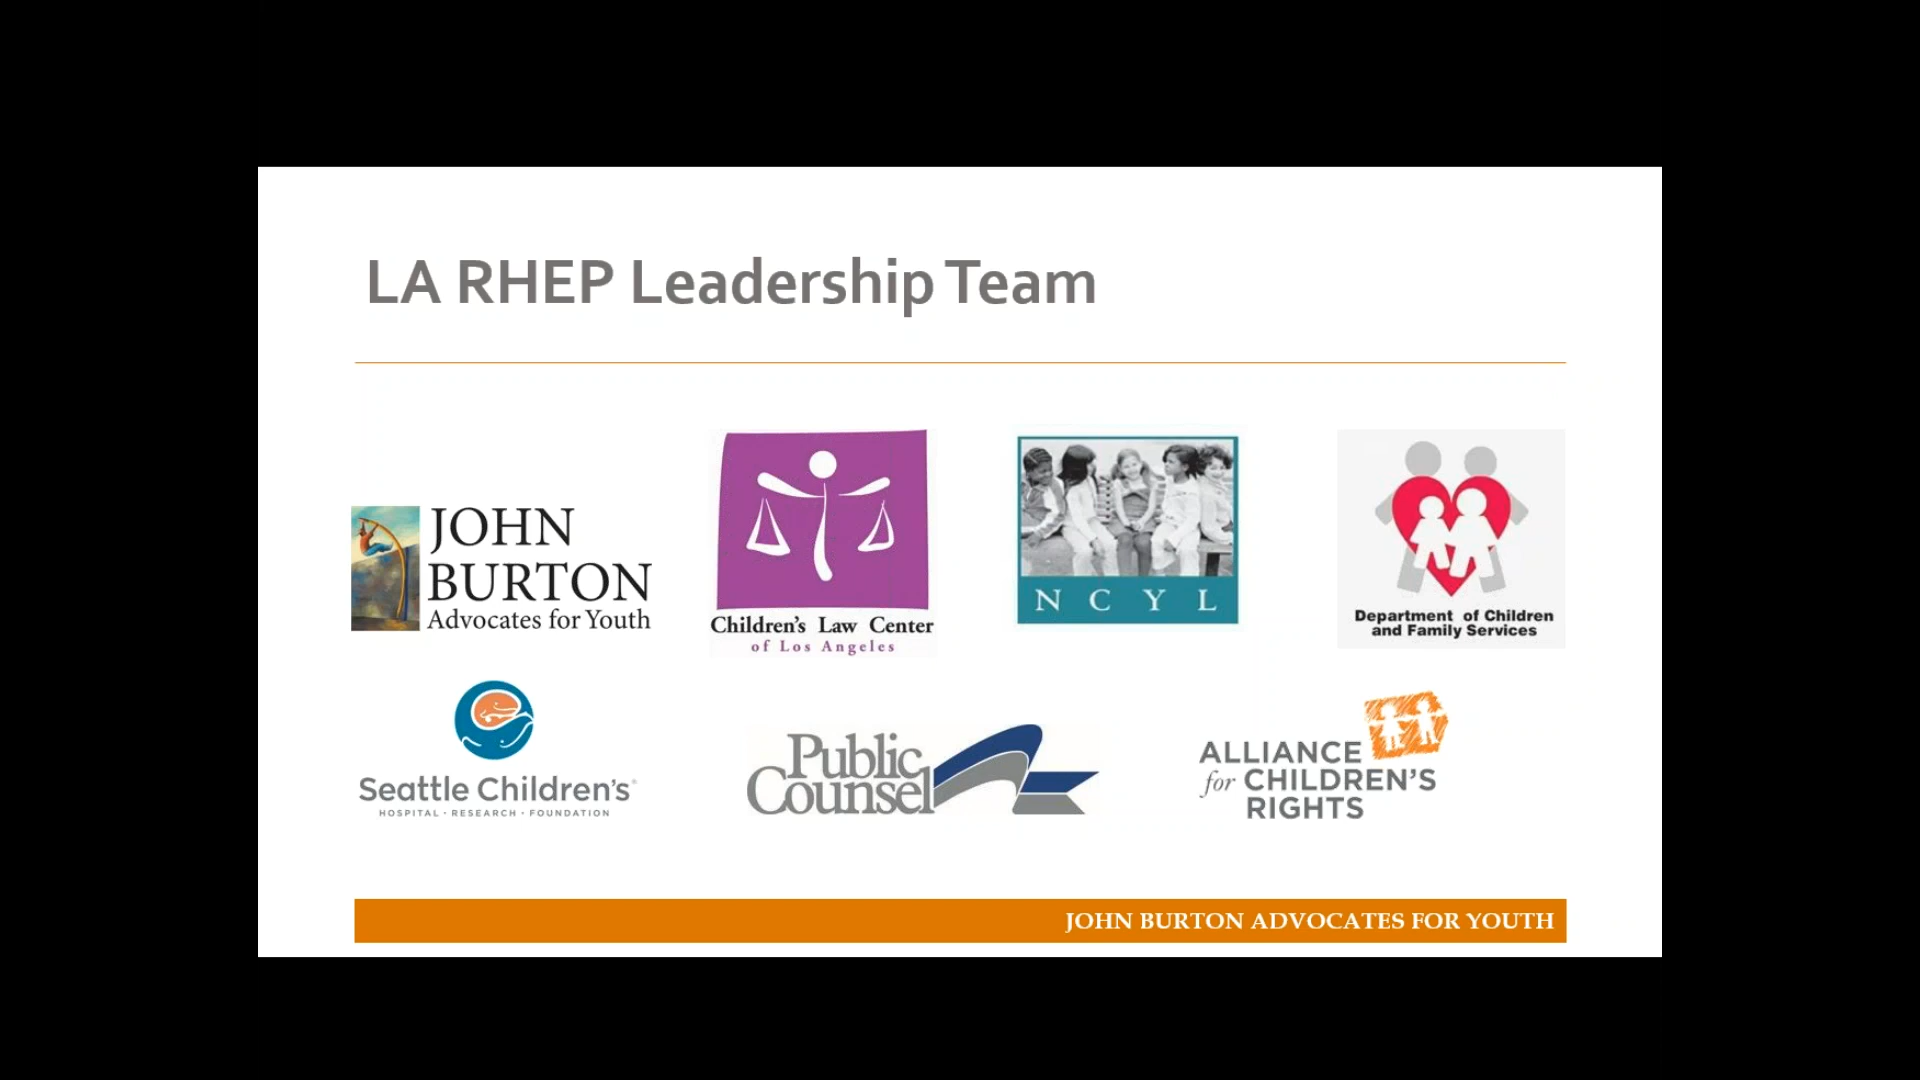 LA RHEP Leadership Team
JOHN
BURTON
Advocates for Youth
Children's Law Center
of Los Angeles
N C Y L
Department of Children
and Family Services
Seattle Children's®
HOSPITAL · RESEARCH · FOUNDATION
Public
Counsel
ALLIANCE
for CHILDREN'S
RIGHTS
JOHN BURTON ADVOCATES FOR YOUTH